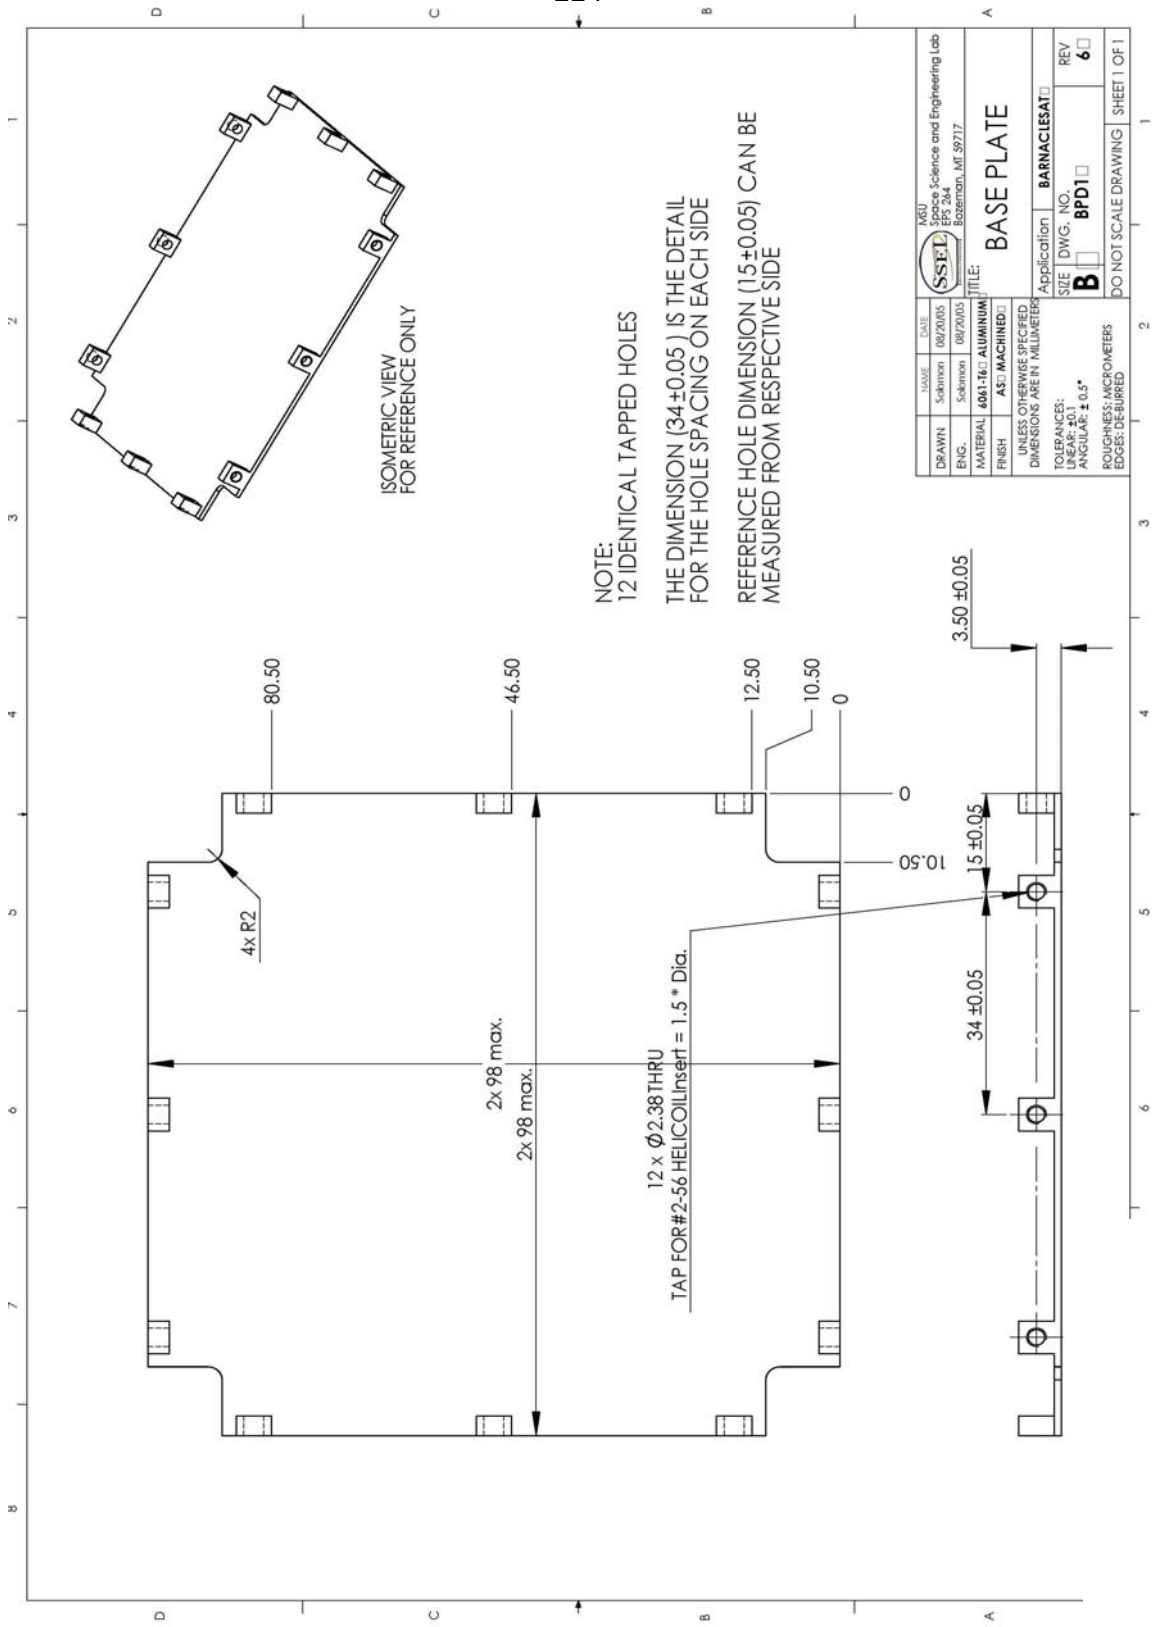 D
C
B
A
1
2
3
4
5
6
7
8
ISOMETRIC VIEW
FOR REFERENCE ONLY
NOTE:
12 IDENTICAL TAPPED HOLES
THE DIMENSION (34±0.05 ) IS THE DETAIL
FOR THE HOLE SPACING ON EACH SIDE
REFERENCE HOLE DIMENSION (15±0.05) CAN BE
MEASURED FROM RESPECTIVE SIDE
80.50
46.50
12.50
10.50
0
0
10.50
4x R2
2x 98 max.
2x 98 max.
12 x Ø2.38 THRU
TAP FOR#2-56 HELICOILInsert = 1.5 * Dia.
3.50 ±0.05
15 ±0.05
34 ±0.05
NAME
DATE
DRAWN
Solomon
08/20/05
ENG.
Solomon
08/20/05
MATERIAL
6061-T6□ ALUMINUM□
FINISH
AS□ MACHINED□
UNLESS OTHERWISE SPECIFIED
DIMENSIONS ARE IN MILLIMETERS
TOLERANCES:
LINEAR: ±0.1
ANGULAR: ± 0.5°
ROUGHNESS: MICROMETERS
EDGES: DE-BURRED
SSEL
MSU
Space Science and Engineering Lab
EPS 264
Bozeman, MT 59717
TITLE:
BASE PLATE
Application
BARNACLESAT□
SIZE
B□
DWG. NO.
BPD1□
REV
6□
DO NOT SCALE DRAWING
SHEET 1 OF 1
1
2
3
4
5
6
D
C
B
A